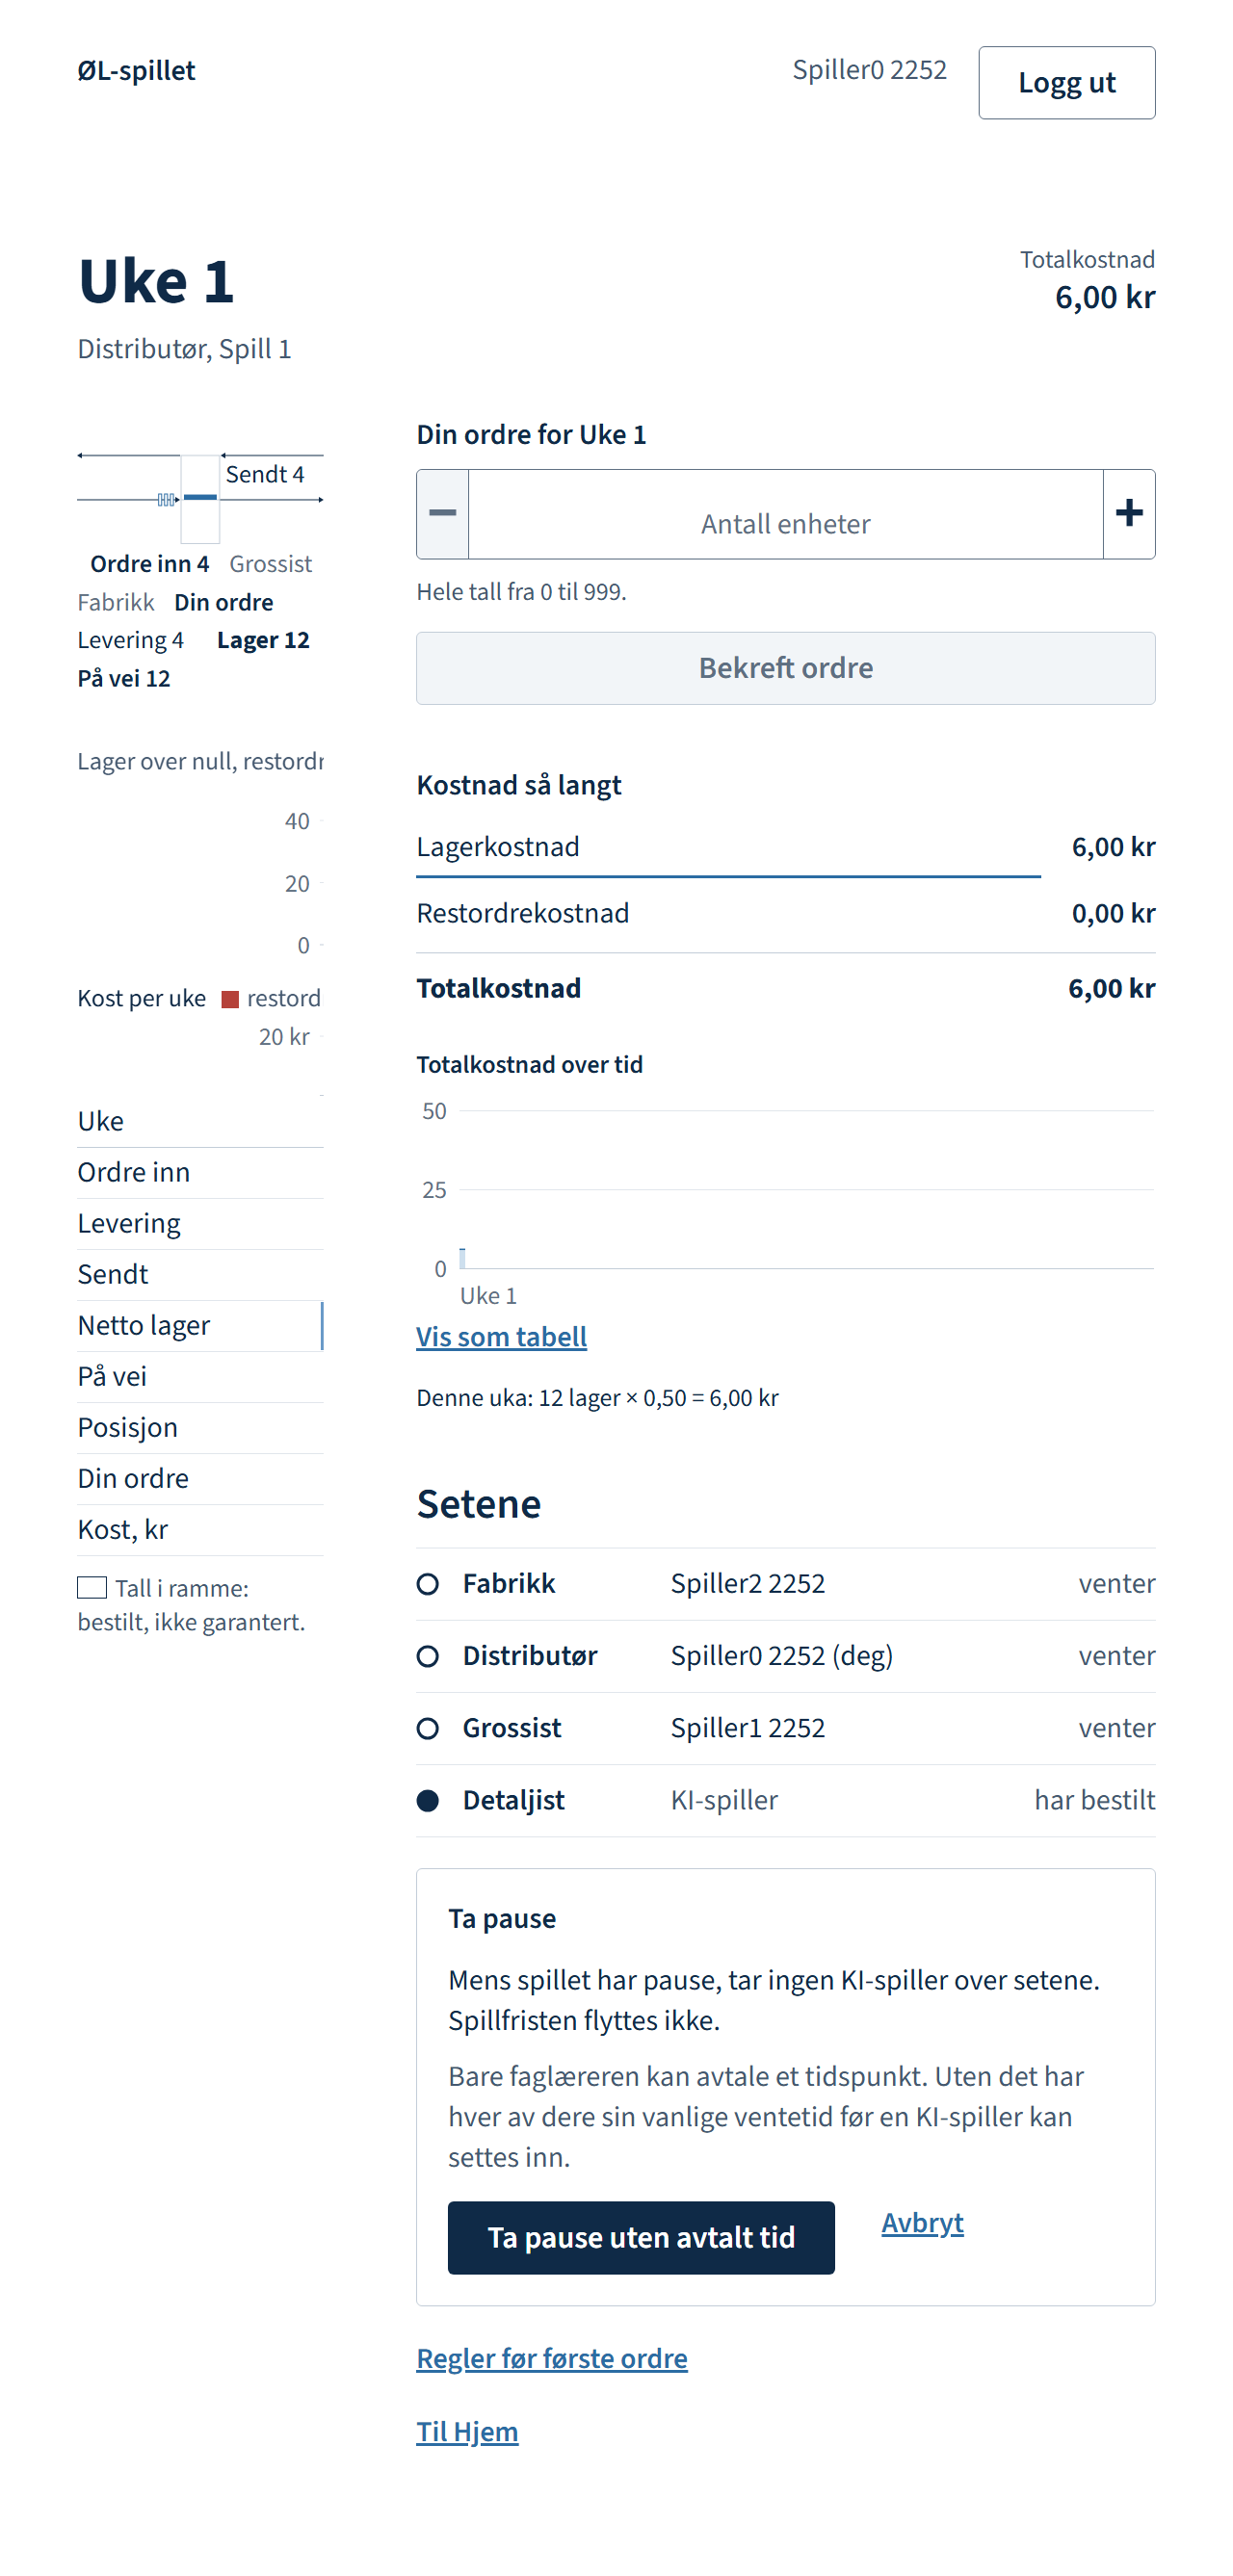 ØL-spillet
Spiller0 2252
Logg ut
Uke 1
Distributør, Spill 1
Totalkostnad
6,00 kr
Sendt 4
Ordre inn 4 Grossist
Fabrikk Din ordre
Levering 4 Lager 12
På vei 12
Lager over null, restordr
40
20
0
Kost per uke restord
20 kr
Uke
Ordre inn
Levering
Sendt
Netto lager
På vei
Posisjon
Din ordre
Kost, kr
Tall i ramme:
bestilt, ikke garantert.
Din ordre for Uke 1
− Antall enheter +
Hele tall fra 0 til 999.
Bekreft ordre
Kostnad så langt
Lagerkostnad 6,00 kr
Restordrekostnad 0,00 kr
Totalkostnad 6,00 kr
Totalkostnad over tid
50
25
0
Uke 1
Vis som tabell
Denne uka: 12 lager × 0,50 = 6,00 kr
Setene
Fabrikk Spiller2 2252 venter
Distributør Spiller0 2252 (deg) venter
Grossist Spiller1 2252 venter
Detaljist KI-spiller har bestilt
Ta pause
Mens spillet har pause, tar ingen KI-spiller over setene.
Spillfristen flyttes ikke.
Bare faglæreren kan avtale et tidspunkt. Uten det har
hver av dere sin vanlige ventetid før en KI-spiller kan
settes inn.
Ta pause uten avtalt tid
Avbryt
Regler før første ordre
Til Hjem